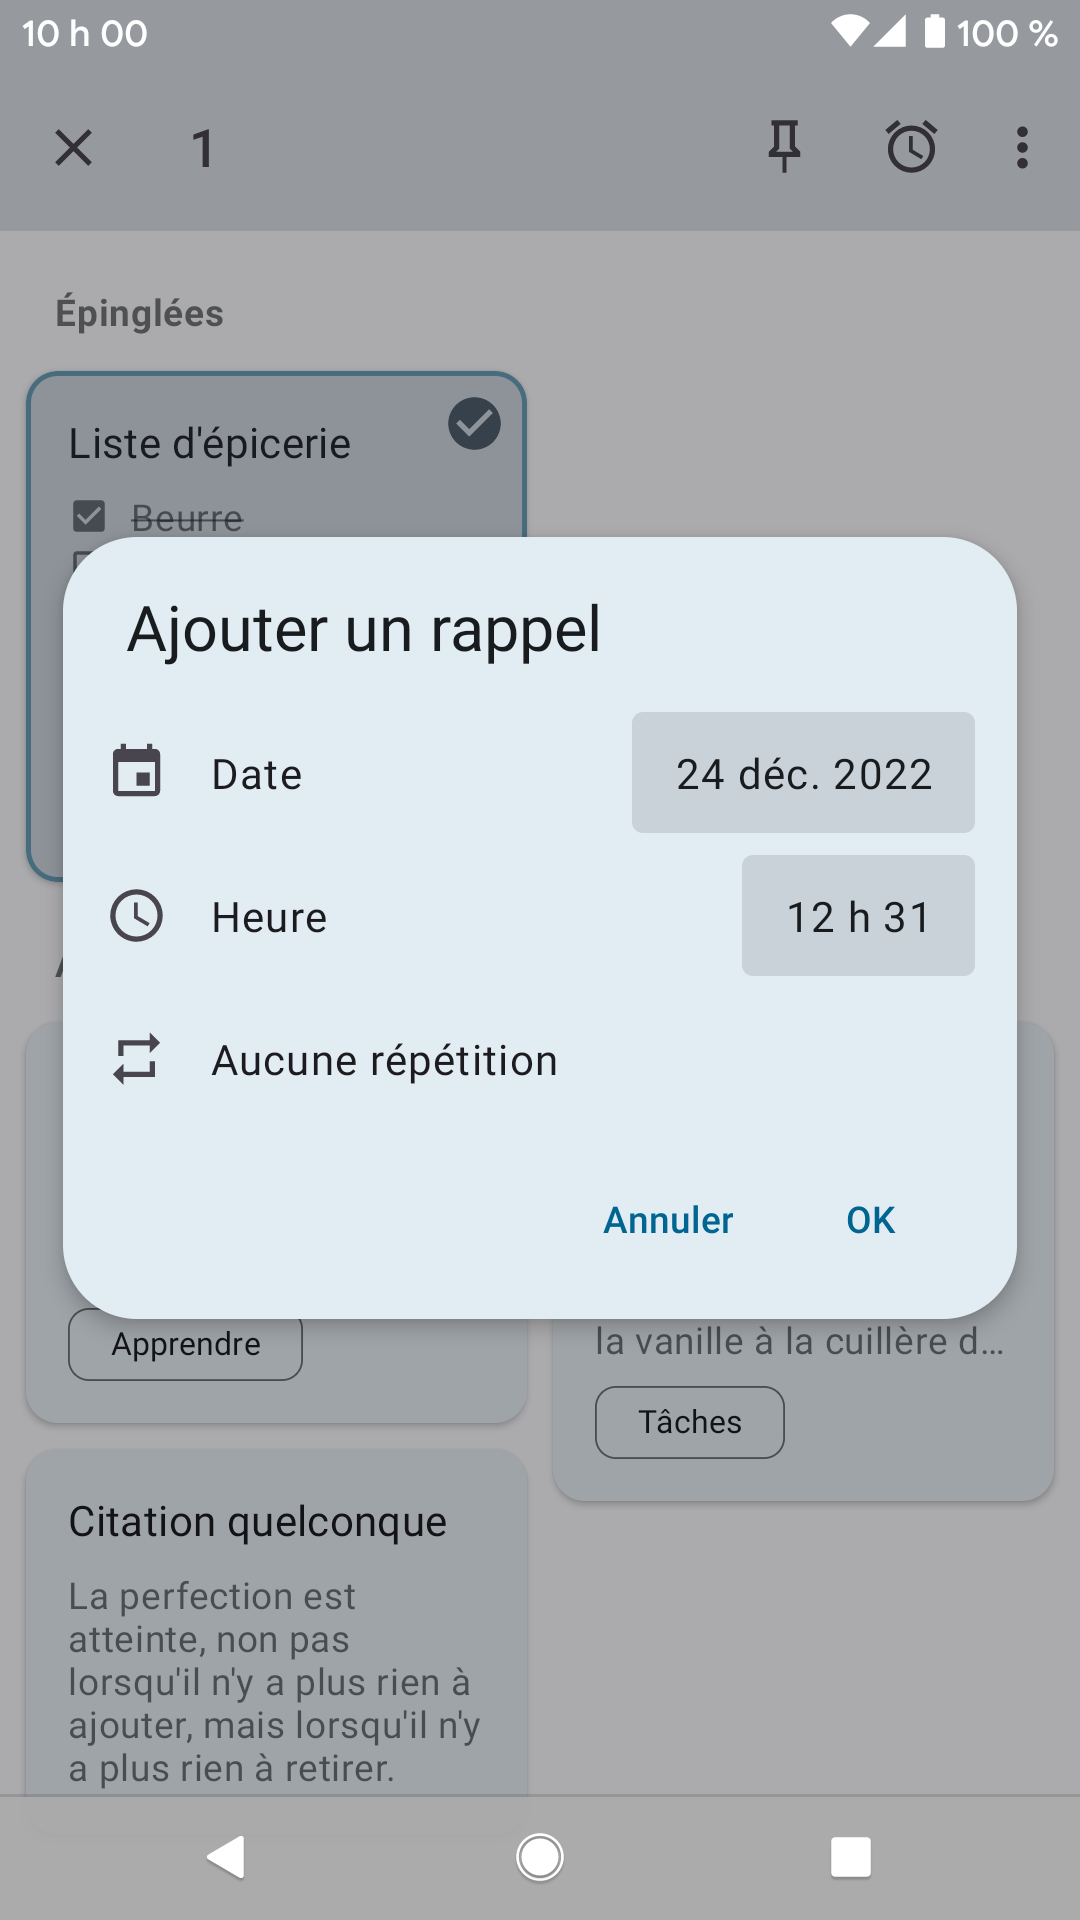 10 h 00
100 %
1
Épinglées
Liste d'épicerie
Beurre
Ajouter un rappel
Date
24 déc. 2022
Heure
12 h 31
Aucune répétition
Annuler
OK
Apprendre
la vanille à la cuillère d…
Tâches
Citation quelconque
La perfection est
atteinte, non pas
lorsqu'il n'y a plus rien à
ajouter, mais lorsqu'il n'y
a plus rien à retirer.